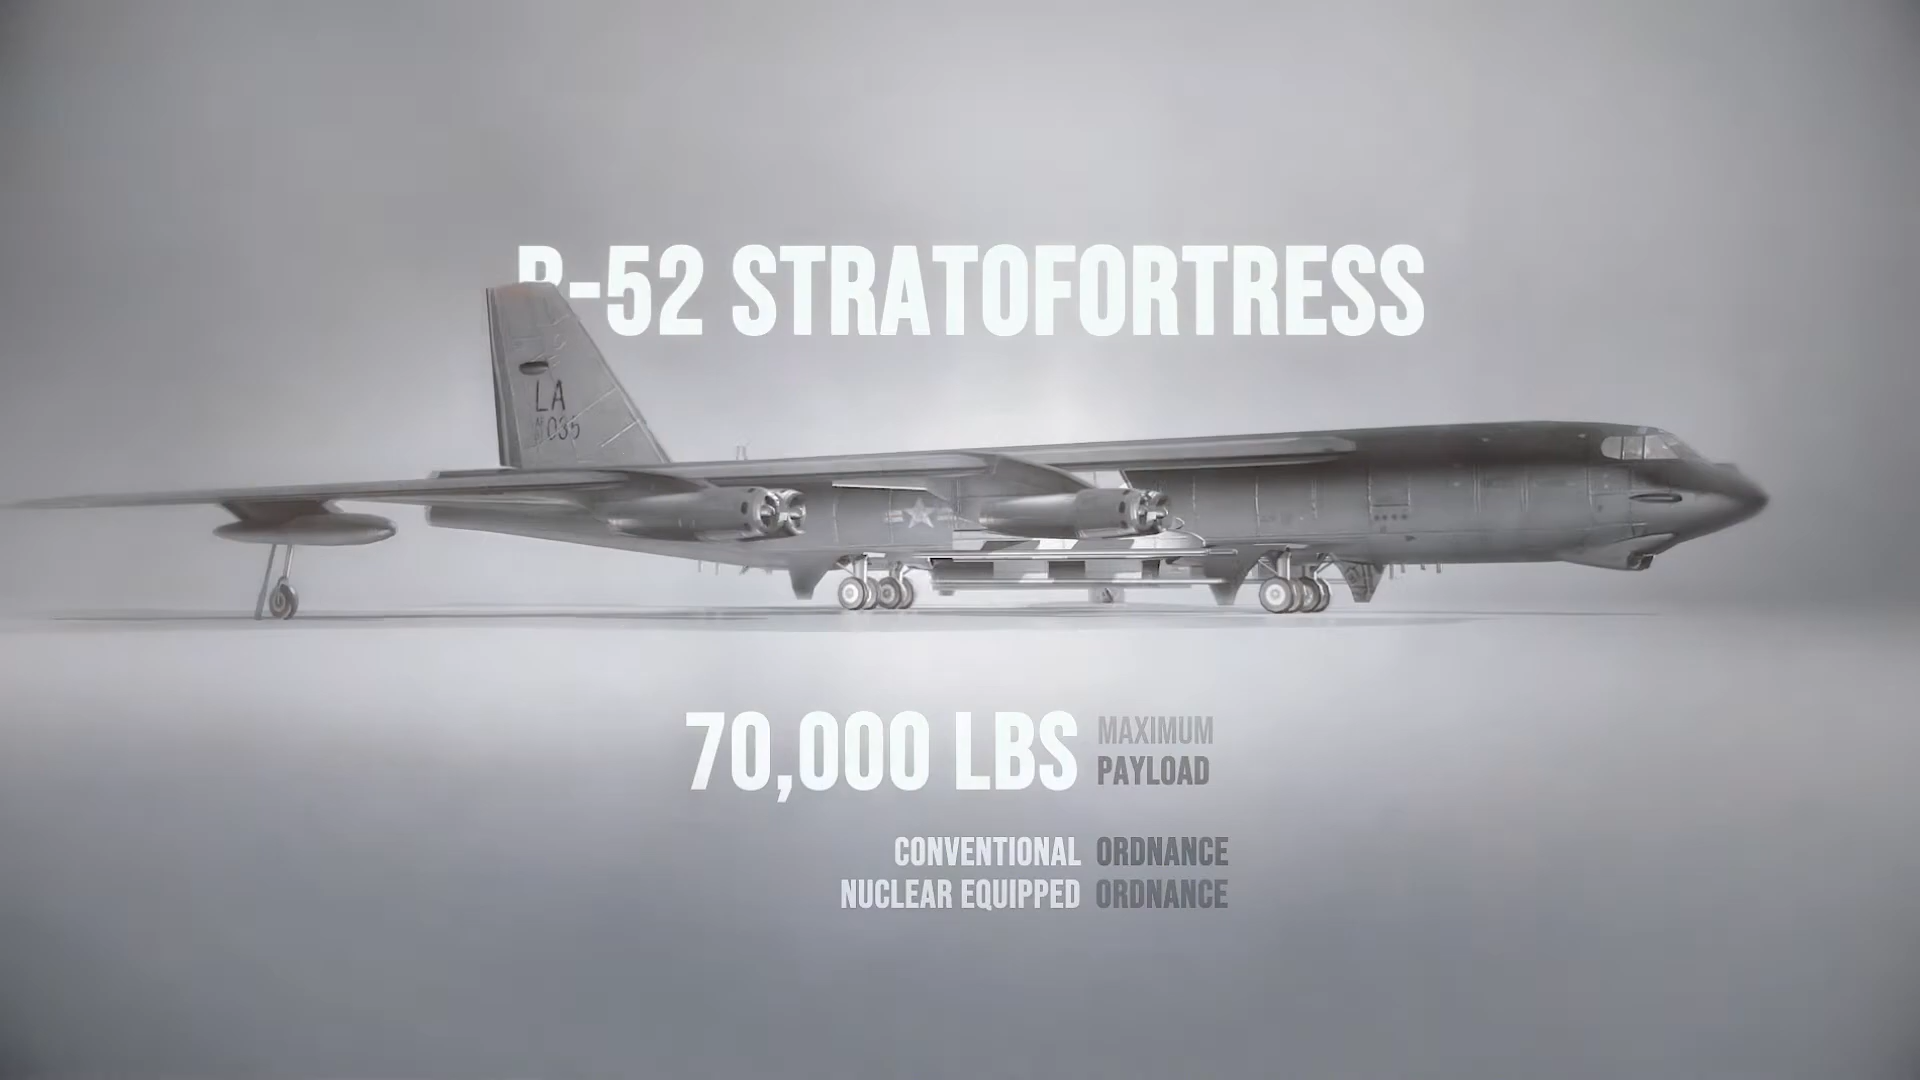 B-52 STRATOFORTRESS
LA
035
70,000 LBS MAXIMUM
PAYLOAD
CONVENTIONAL ORDNANCE
NUCLEAR EQUIPPED ORDNANCE